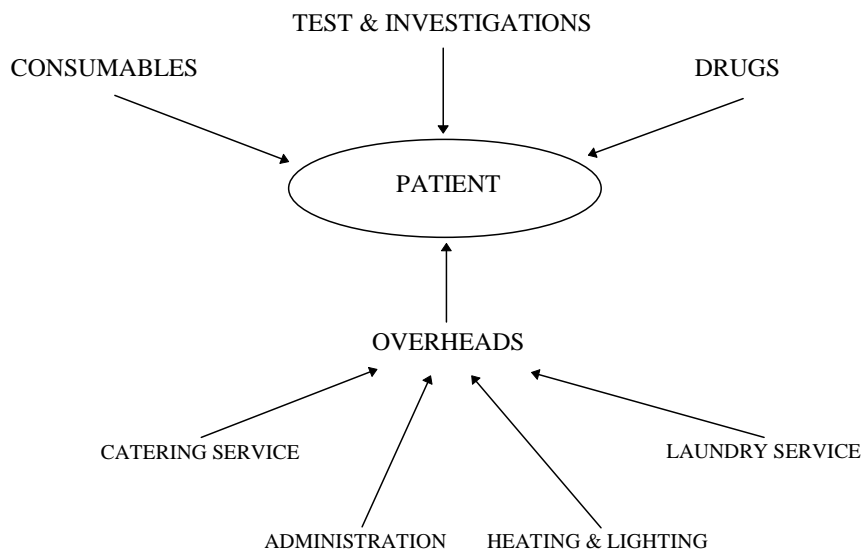 TEST & INVESTIGATIONS
CONSUMABLES
DRUGS
PATIENT
OVERHEADS
CATERING SERVICE
LAUNDRY SERVICE
ADMINISTRATION
HEATING & LIGHTING